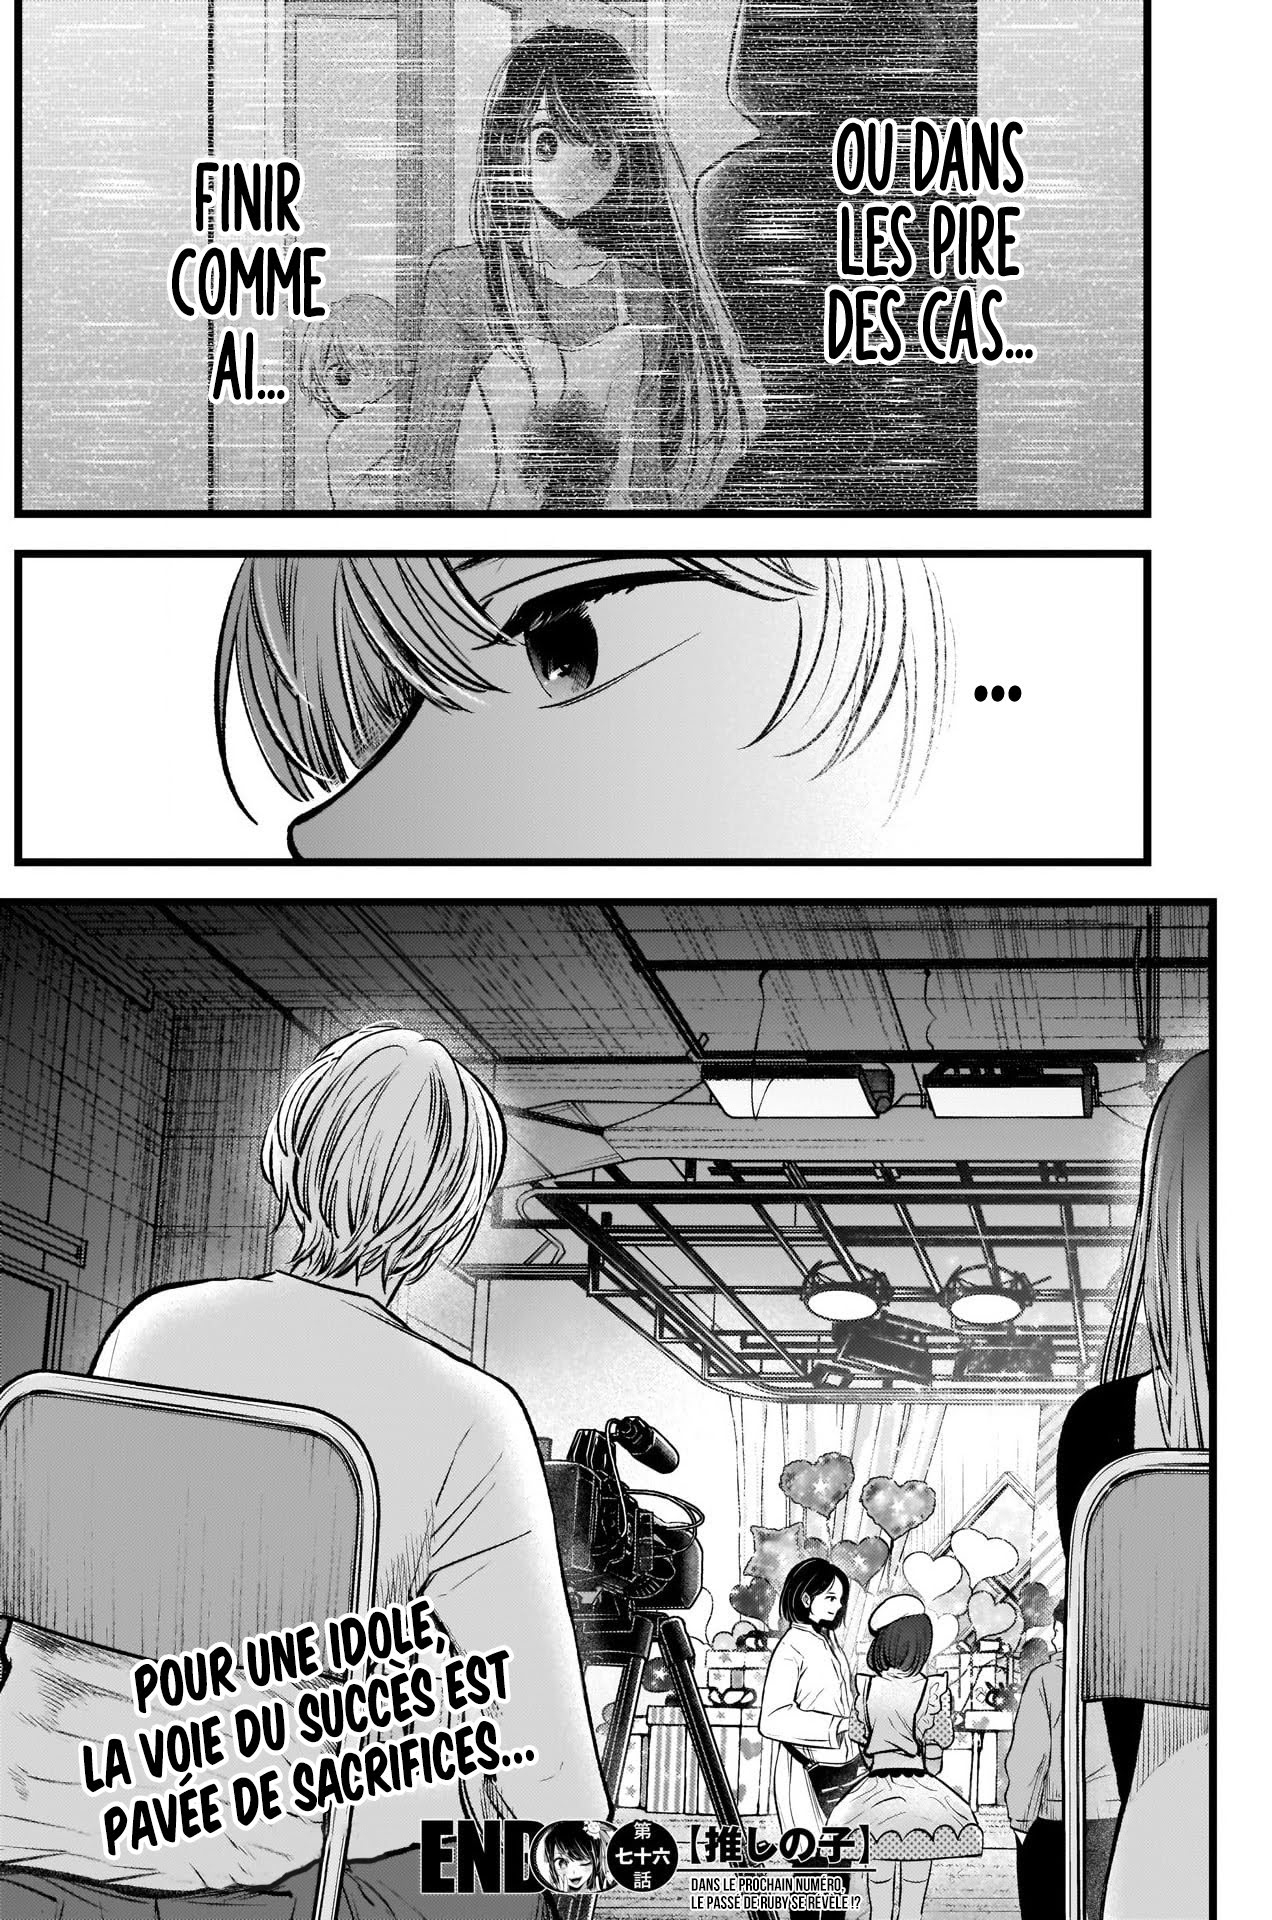 OU DANS
LES PIRE
DES CAS...
FINIR
COMME
AI...
...
POUR UNE IDOLE,
LA VOIE DU SUCCÈS EST
PAVÉE DE SACRIFICES...
END
第
七十六
話
【推しの子】
DANS LE PROCHAIN NUMÉRO,
LE PASSÉ DE RUBY SE RÉVÈLE !?